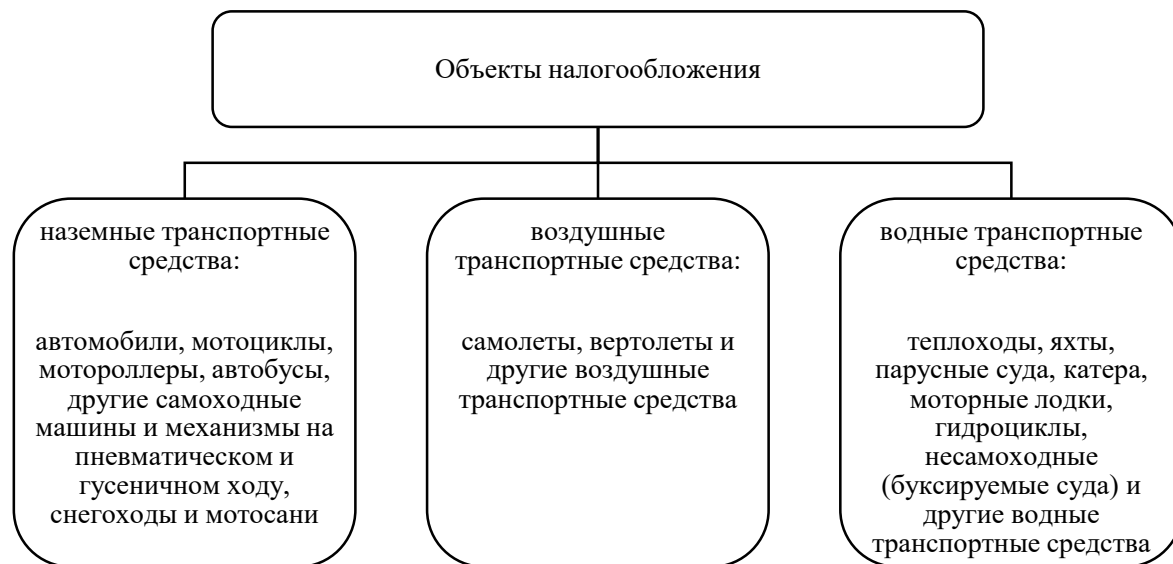 Объекты налогообложения
наземные транспортные
средства:
автомобили, мотоциклы,
мотороллеры, автобусы,
другие самоходные
машины и механизмы на
пневматическом и
гусеничном ходу,
снегоходы и мотосани
воздушные
транспортные средства:
самолеты, вертолеты и
другие воздушные
транспортные средства
водные транспортные
средства:
теплоходы, яхты,
парусные суда, катера,
моторные лодки,
гидроциклы,
несамоходные
(буксируемые суда) и
другие водные
транспортные средства